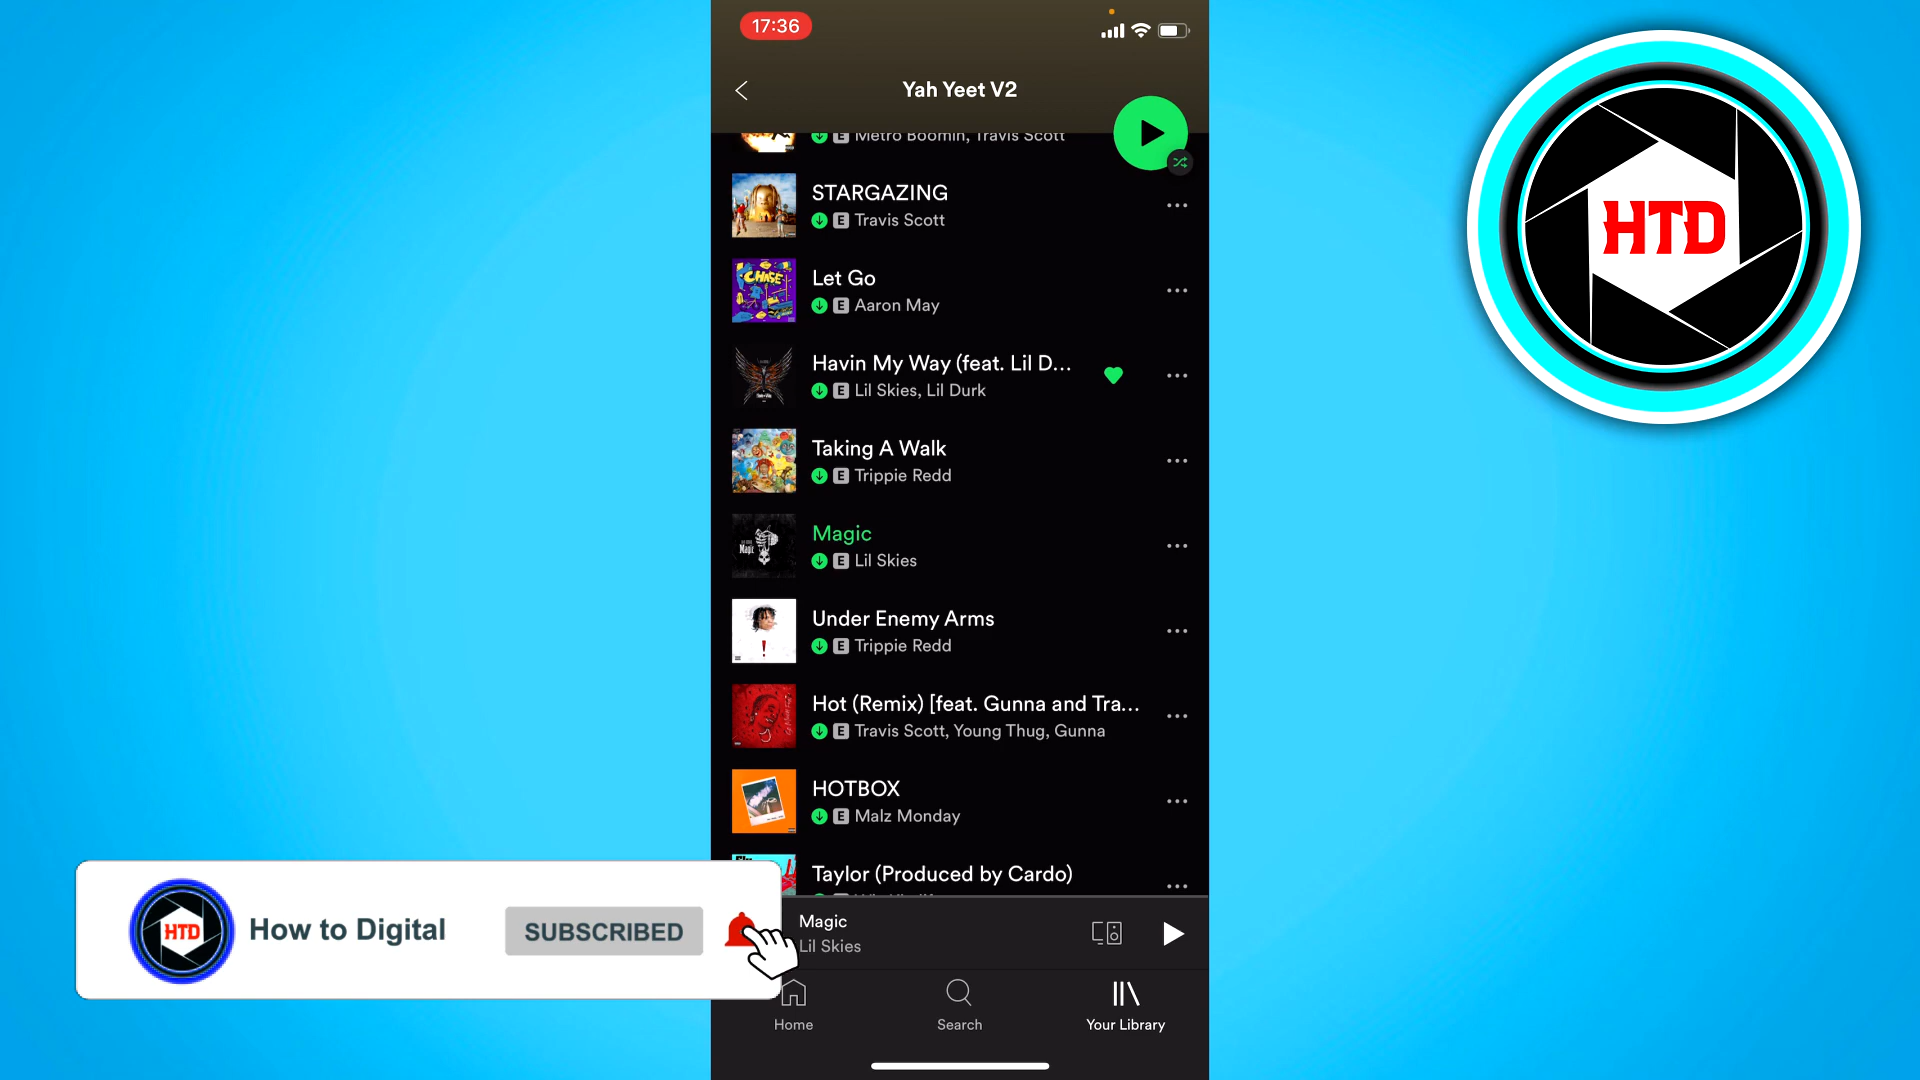 17:36
Yah Yeet V2
E Metro Boomin, Travis Scott
STARGAZING
E Travis Scott
HTD
CHASE
Let Go
E Aaron May
Havin My Way (feat. Lil D...
E Lil Skies, Lil Durk
Taking A Walk
E Trippie Redd
Magic
Magic
E Lil Skies
Under Enemy Arms
E Trippie Redd
!
Hot (Remix) [feat. Gunna and Tra...
E Travis Scott, Young Thug, Gunna
HOTBOX
E Malz Monday
Taylor (Produced by Cardo)
HTD
How to Digital
SUBSCRIBED
Magic
Lil Skies
Home
Search
Your Library